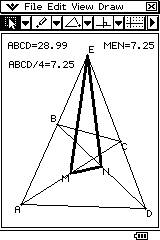 File Edit View Draw
ABCD=28.99 MEN=7.25
ABCD/4=7.25
E
B
C
M
N
A
D